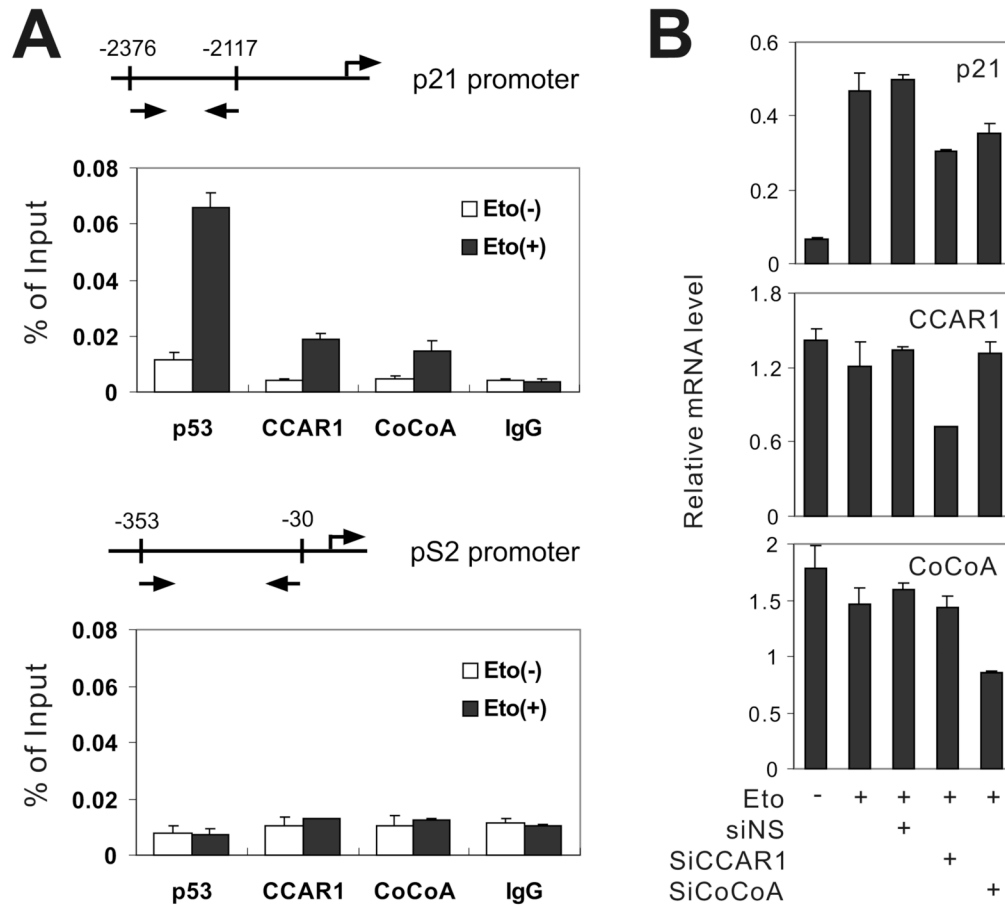 A
-2376 -2117
p21 promoter
0.08
0.06
0.04
0.02
0
% of Input
Eto(-)
Eto(+)
p53 CCAR1 CoCoA IgG
-353 -30
pS2 promoter
0.08
0.06
0.04
0.02
0
% of Input
Eto(-)
Eto(+)
p53 CCAR1 CoCoA IgG
B
Relative mRNA level
0.6
0.4
0.2
0
p21
1.8
1.2
0.6
0
CCAR1
2
1.5
1
0.5
0
CoCoA
Eto - + + + +
siNS +
SiCCAR1 +
SiCoCoA +